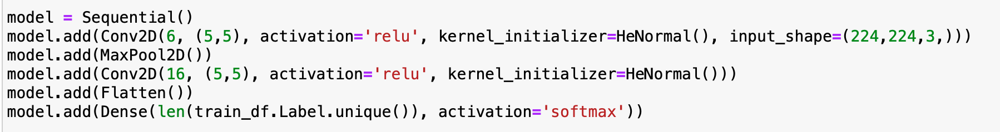 model = Sequential()
model.add(Conv2D(6, (5,5), activation='relu', kernel_initializer=HeNormal(), input_shape=(224,224,3,)))
model.add(MaxPool2D())
model.add(Conv2D(16, (5,5), activation='relu', kernel_initializer=HeNormal()))
model.add(Flatten())
model.add(Dense(len(train_df.Label.unique()), activation='softmax'))